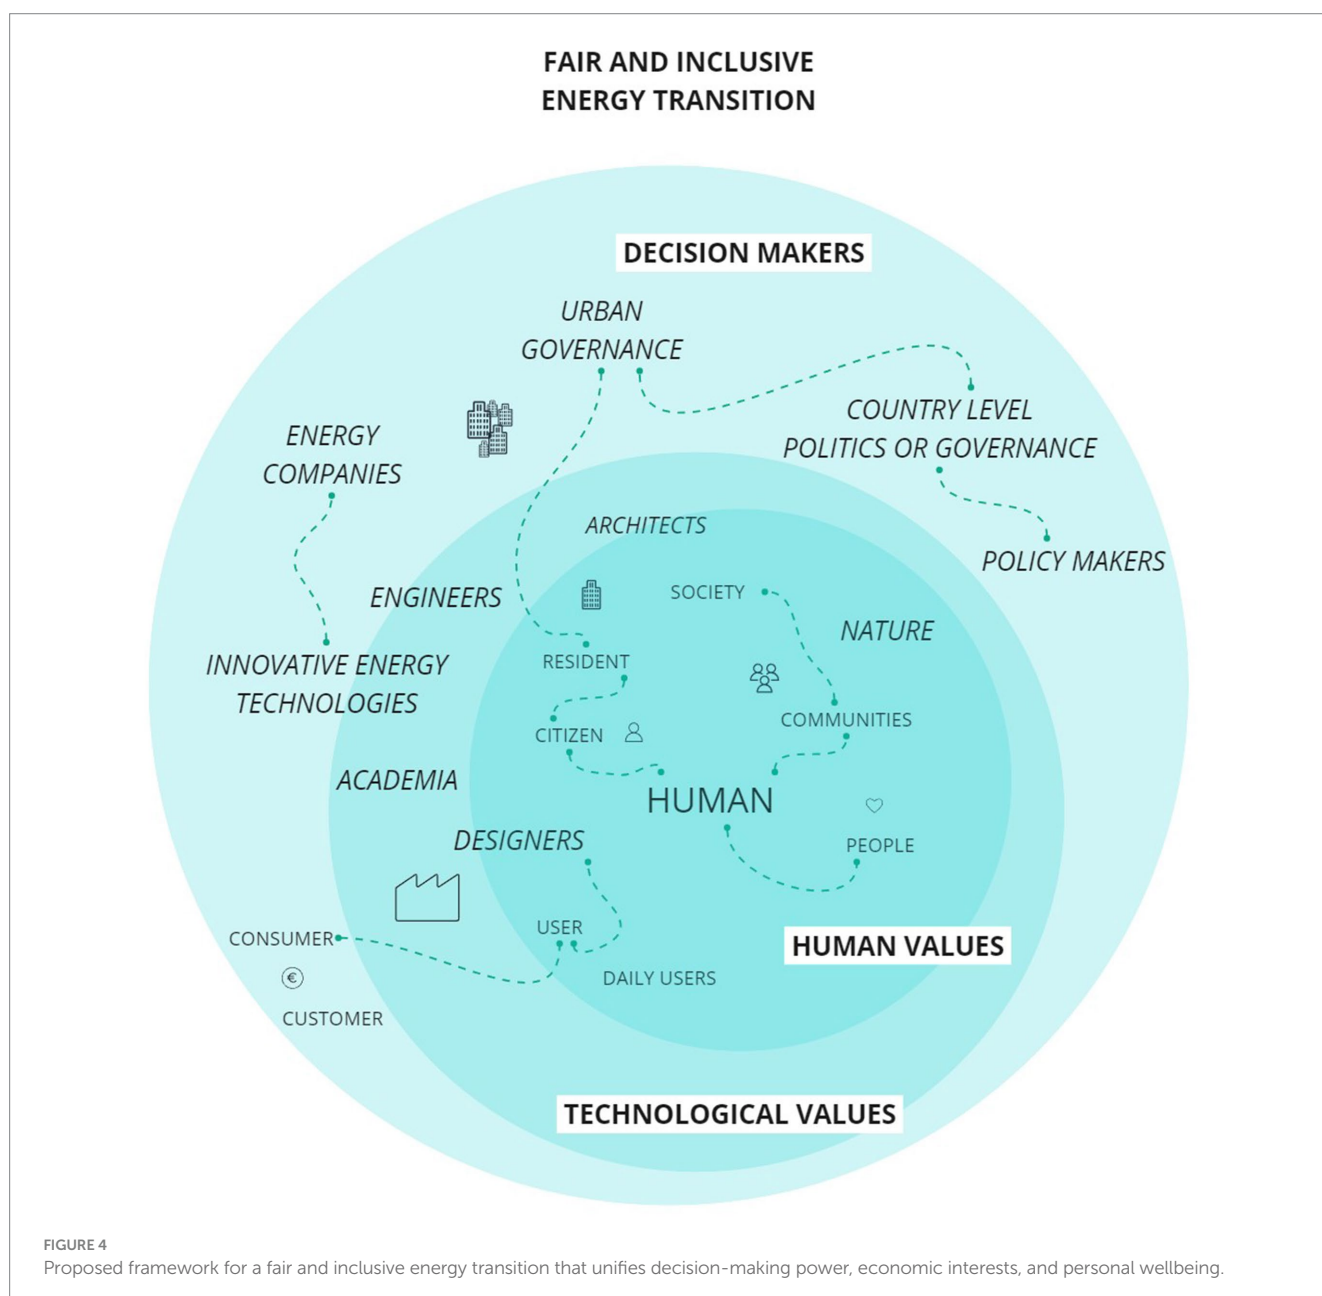 FAIR AND INCLUSIVE
ENERGY TRANSITION
DECISION MAKERS
URBAN
GOVERNANCE
COUNTRY LEVEL
POLITICS OR GOVERNANCE
ENERGY
COMPANIES
ARCHITECTS
POLICY MAKERS
ENGINEERS
SOCIETY
NATURE
INNOVATIVE ENERGY
TECHNOLOGIES
RESIDENT
COMMUNITIES
CITIZEN
ACADEMIA
HUMAN
DESIGNERS
PEOPLE
USER
CONSUMER
HUMAN VALUES
€
DAILY USERS
CUSTOMER
TECHNOLOGICAL VALUES
FIGURE 4
Proposed framework for a fair and inclusive energy transition that unifies decision-making power, economic interests, and personal wellbeing.